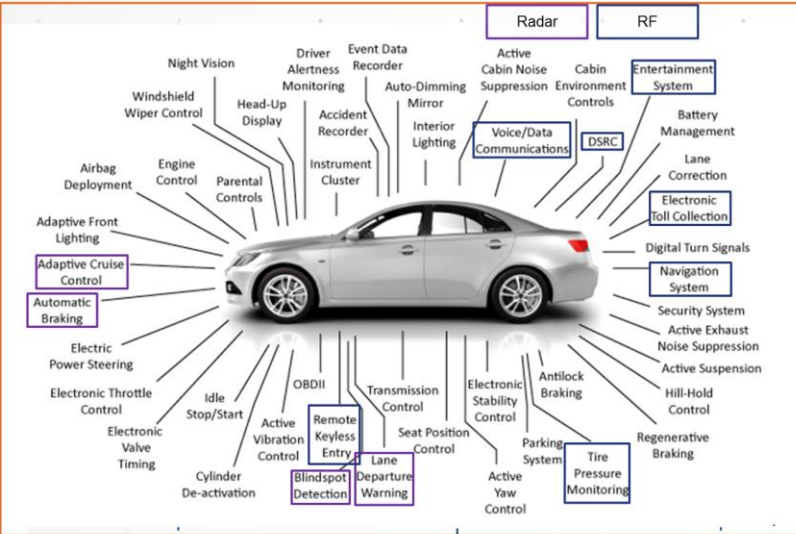 Radar
RF
Night Vision
Driver
Alertness
Monitoring
Event Data
Recorder
Active
Cabin Noise
Suppression
Cabin
Environment
Controls
Entertainment
System
Windshield
Wiper Control
Head-Up
Display
Accident
Recorder
Auto-Dimming
Mirror
Interior
Lighting
Voice/Data
Communications
DSRC
Battery
Management
Lane
Correction
Airbag
Deployment
Engine
Control
Parental
Controls
Instrument
Cluster
Electronic
Toll Collection
Adaptive Front
Lighting
Digital Turn Signals
Adaptive Cruise
Control
Navigation
System
Automatic
Braking
Security System
Electric
Power Steering
Active Exhaust
Noise Suppression
Active Suspension
Electronic Throttle
Control
Idle
Stop/Start
OBDII
Transmission
Control
Electronic
Stability
Control
Antilock
Braking
Hill-Hold
Control
Electronic
Valve
Timing
Active
Vibration
Control
Remote
Keyless
Entry
Seat Position
Control
Parking
System
Regenerative
Braking
Cylinder
De-activation
Blindspot
Detection
Lane
Departure
Warning
Active
Yaw
Control
Tire
Pressure
Monitoring